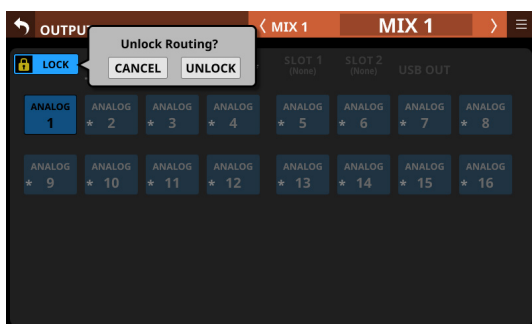 OUTPU
MIX 1
MIX 1
Unlock Routing?
CANCEL UNLOCK
LOCK
SLOT 1
(None)
SLOT 2
(None)
USB OUT
ANALOG
1
ANALOG
* 2
ANALOG
* 3
ANALOG
* 4
ANALOG
* 5
ANALOG
* 6
ANALOG
* 7
ANALOG
* 8
ANALOG
* 9
ANALOG
* 10
ANALOG
* 11
ANALOG
* 12
ANALOG
* 13
ANALOG
* 14
ANALOG
* 15
ANALOG
* 16